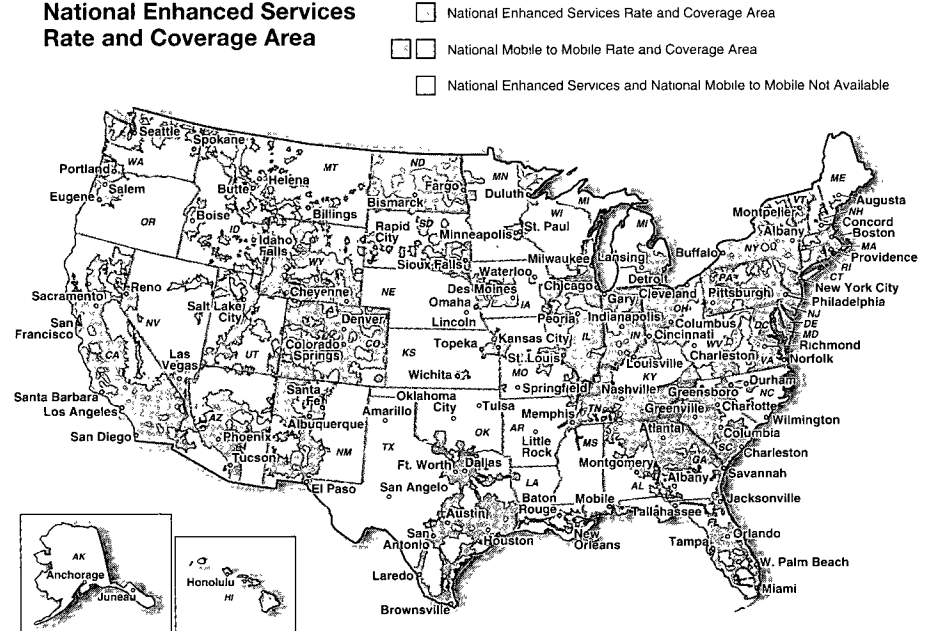 National Enhanced Services
Rate and Coverage Area
National Enhanced Services Rate and Coverage Area
National Mobile to Mobile Rate and Coverage Area
National Enhanced Services and National Mobile to Mobile Not Available
Seattle
Spokane
WA
Portland
Salem
Eugene
OR
Butte
Helena
MT
Billings
Boise
ID
Idaho
Falls
WY
Cheyenne
ND
Fargo
Bismarck
Rapid
City
SD
Sioux Falls
MN
Duluth
Minneapolis
St. Paul
WI
MI
MI
Milwaukee
Lansing
Detroit
Buffalo
ME
Augusta
VT
NH
Montpelier
Concord
Albany
Boston
NY
MA
Providence
RI
CT
New York City
Philadelphia
PA
Pittsburgh
NJ
DE
MD
DC
Richmond
VA
Norfolk
Reno
Sacramento
San
Francisco
NV
CA
Las
Vegas
Salt Lake
City
UT
Denver
Colorado
Springs
CO
NE
Omaha
Lincoln
Waterloo
Des Moines
IA
Chicago
Gary
Peoria
IL
Indianapolis
IN
Cleveland
OH
Columbus
Cincinnati
WV
Charleston
Louisville
KY
Topeka
KS
Wichita
Kansas City
St. Louis
MO
Springfield
Santa Barbara
Los Angeles
San Diego
AZ
Phoenix
Tucson
Santa
Fe
Albuquerque
NM
El Paso
Amarillo
TX
Oklahoma
City
Tulsa
OK
Ft. Worth
Dallas
San Angelo
Austin
San
Antonio
Houston
Laredo
Brownsville
AR
Little
Rock
Memphis
TN
Nashville
MS
LA
Baton
Rouge
New
Orleans
Mobile
Montgomery
AL
Greensboro
Durham
NC
Greenville
Charlotte
Wilmington
Atlanta
Columbia
SC
Charleston
GA
Albany
Savannah
Jacksonville
Tallahassee
FL
Orlando
Tampa
W. Palm Beach
Miami
AK
Anchorage
Juneau
Honolulu
HI